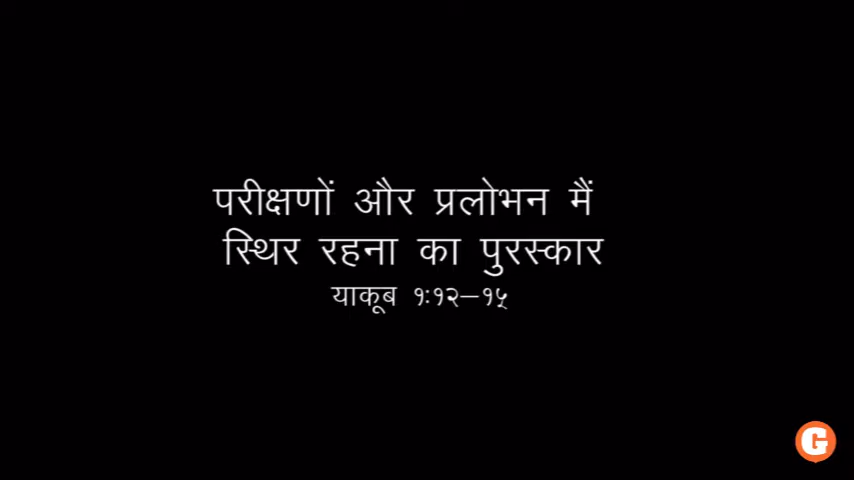 परीक्षणों और प्रलोभन मैं
स्थिर रहना का पुरस्कार
याकूब १:१२–१५
G